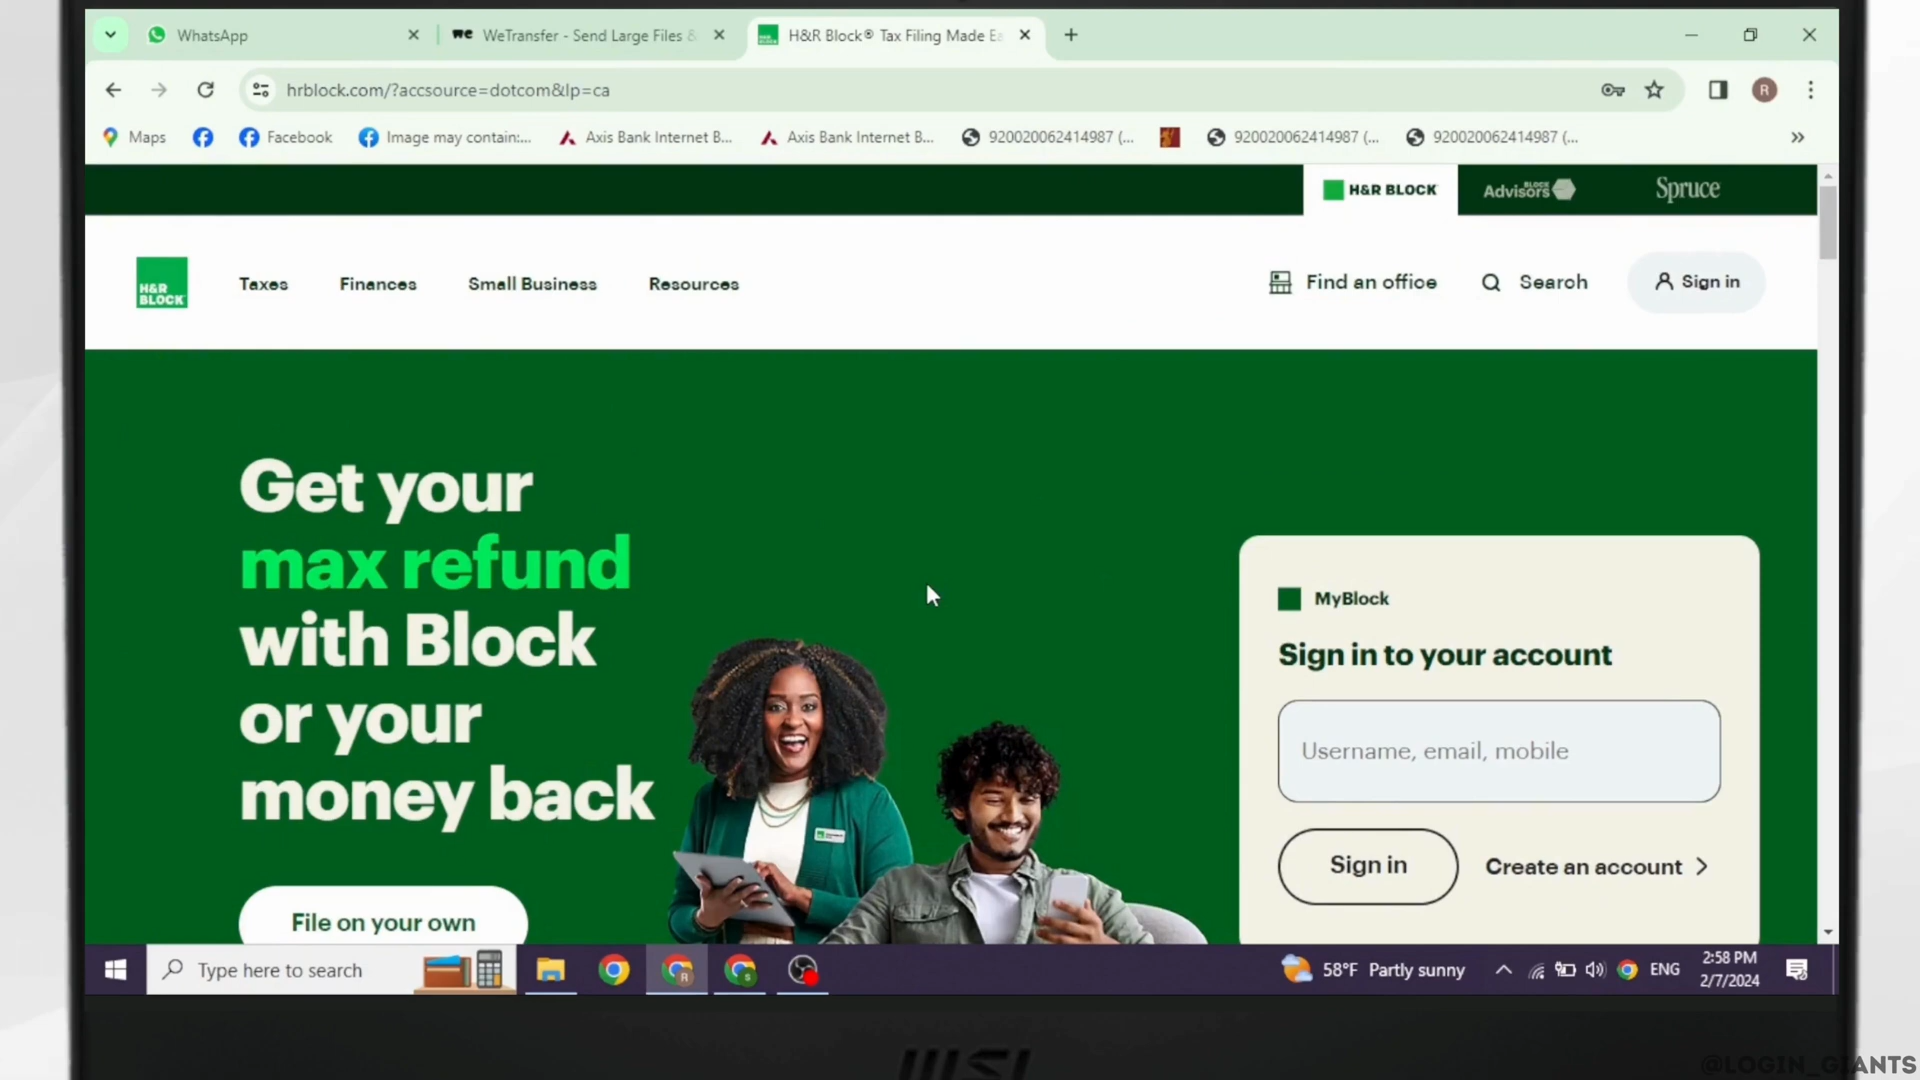 WhatsApp
WeTransfer - Send Large Files &
H&R Block® Tax Filing Made Ea
hrblock.com/?accsource=dotcom&lp=ca
R
Maps
Facebook
Image may contain:...
Axis Bank Internet B...
Axis Bank Internet B...
920020062414987 (...
920020062414987 (...
920020062414987 (...
H&R BLOCK
BLOCK Advisors
Spruce
H&R BLOCK
Taxes
Finances
Small Business
Resources
Find an office
Search
Sign in
Get your
max refund
with Block
or your
money back
File on your own
MyBlock
Sign in to your account
Username, email, mobile
Sign in
Create an account
Type here to search
58°F Partly sunny
ENG
2:58 PM
2/7/2024
msi
@LOGIN_GIANTS